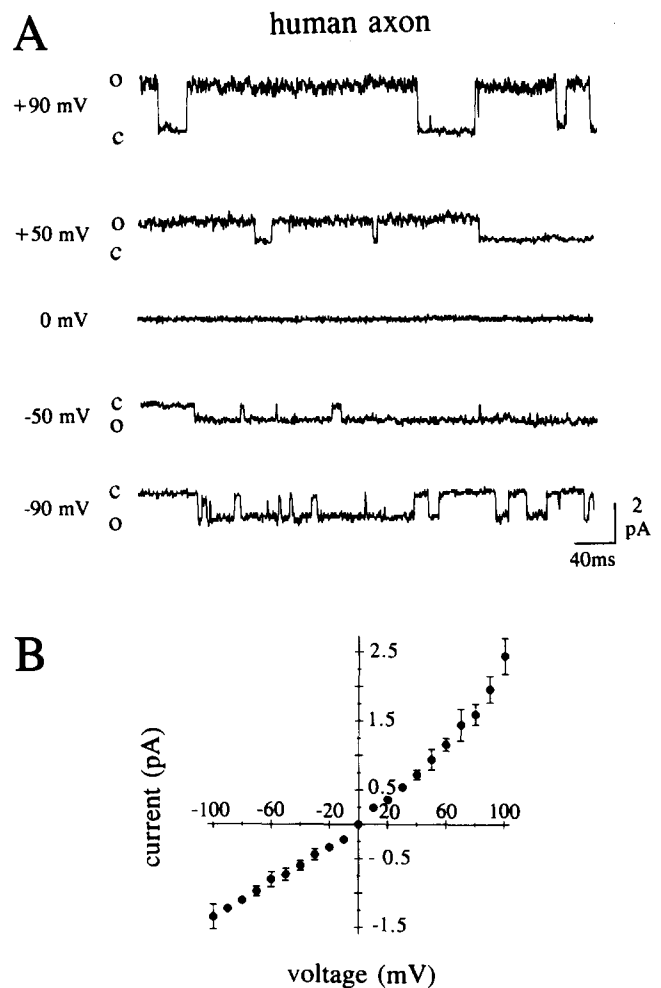 A
human axon
+90 mV
o
c
+50 mV
o
c
0 mV
-50 mV
c
o
-90 mV
c
o
2
pA
40ms
B
2.5
1.5
0.5
-100
-60
-20
20
60
100
- 0.5
-1.5
current (pA)
voltage (mV)